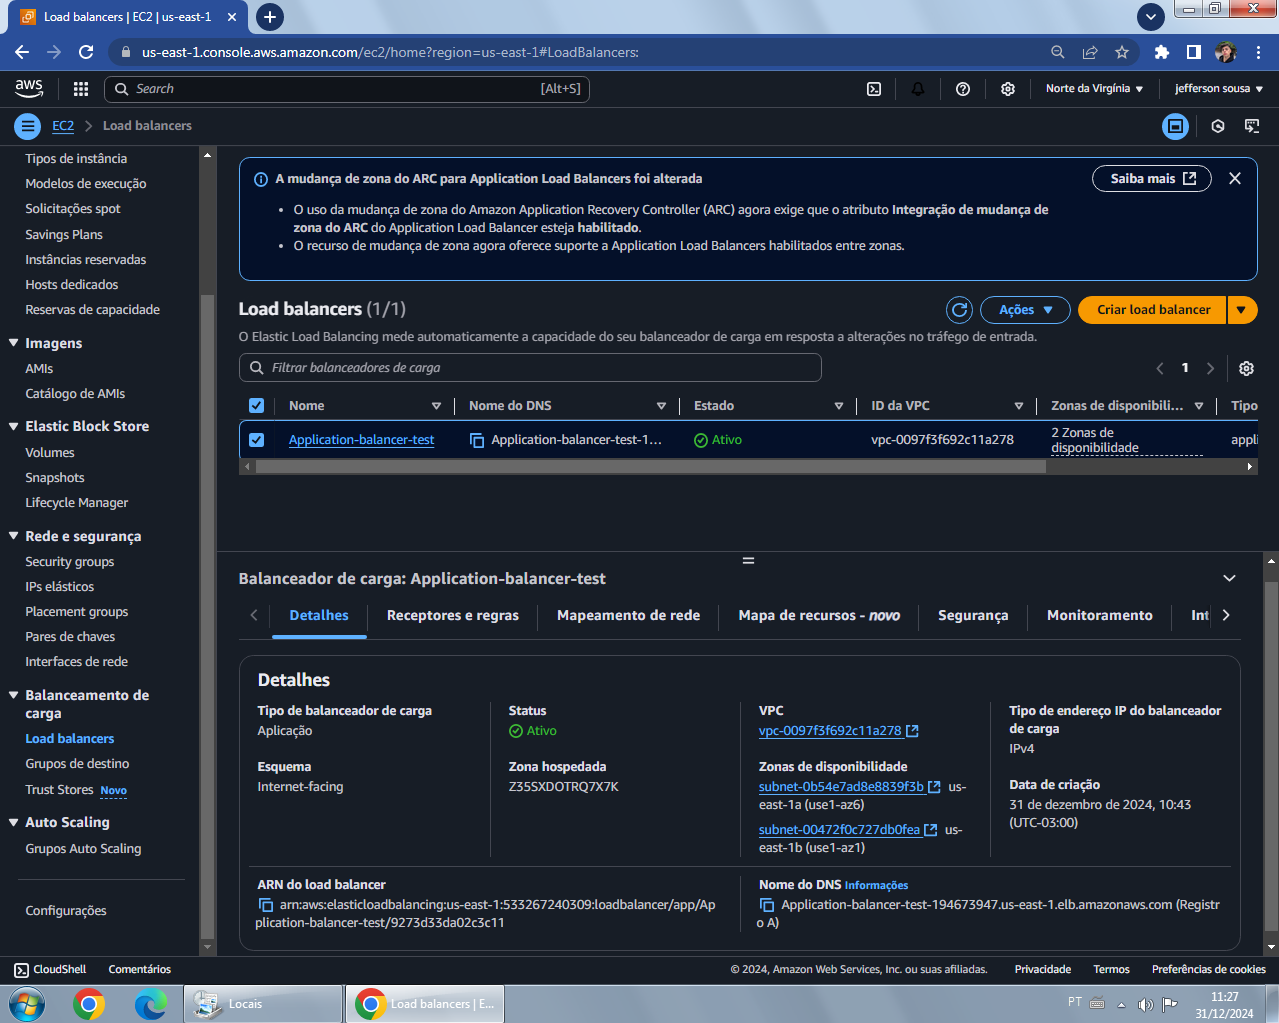 Load balancers | EC2 | us-east-1
us-east-1.console.aws.amazon.com/ec2/home?region=us-east-1#LoadBalancers:
aws
Search
[Alt+S]
Norte da Virgínia
jefferson sousa
EC2
Load balancers
Tipos de instância
Modelos de execução
Solicitações spot
Savings Plans
Instâncias reservadas
Hosts dedicados
Reservas de capacidade
Imagens
AMIs
Catálogo de AMIs
Elastic Block Store
Volumes
Snapshots
Lifecycle Manager
Rede e segurança
Security groups
IPs elásticos
Placement groups
Pares de chaves
Interfaces de rede
Balanceamento de
carga
Load balancers
Grupos de destino
Trust Stores Novo
Auto Scaling
Grupos Auto Scaling
Configurações
A mudança de zona do ARC para Application Load Balancers foi alterada
Saiba mais
• O uso da mudança de zona do Amazon Application Recovery Controller (ARC) agora exige que o atributo Integração de mudança de
zona do ARC do Application Load Balancer esteja habilitado.
• O recurso de mudança de zona agora oferece suporte a Application Load Balancers habilitados entre zonas.
Load balancers (1/1)
Ações
Criar load balancer
O Elastic Load Balancing mede automaticamente a capacidade do seu balanceador de carga em resposta a alterações no tráfego de entrada.
Filtrar balanceadores de carga
1
Nome
Nome do DNS
Estado
ID da VPC
Zonas de disponibili...
Tipo
Application-balancer-test
Application-balancer-test-1...
Ativo
vpc-0097f3f692c11a278
2 Zonas de
disponibilidade
appli
Balanceador de carga: Application-balancer-test
Detalhes
Receptores e regras
Mapeamento de rede
Mapa de recursos - novo
Segurança
Monitoramento
Int
Detalhes
Tipo de balanceador de carga
Aplicação
Status
Ativo
VPC
vpc-0097f3f692c11a278
Tipo de endereço IP do balanceador
de carga
IPv4
Esquema
Internet-facing
Zona hospedada
Z35SXDOTRQ7X7K
Zonas de disponibilidade
subnet-0b54e7ad8e8839f3b us-
east-1a (use1-az6)
subnet-00472f0c727db0fea us-
east-1b (use1-az1)
Data de criação
31 de dezembro de 2024, 10:43
(UTC-03:00)
ARN do load balancer
arn:aws:elasticloadbalancing:us-east-1:533267240309:loadbalancer/app/Ap
plication-balancer-test/9273d33da02c3c11
Nome do DNS Informações
Application-balancer-test-194673947.us-east-1.elb.amazonaws.com (Registr
o A)
CloudShell
Comentários
© 2024, Amazon Web Services, Inc. ou suas afiliadas.
Privacidade
Termos
Preferências de cookies
Locais
Load balancers | E...
PT
11:27
31/12/2024